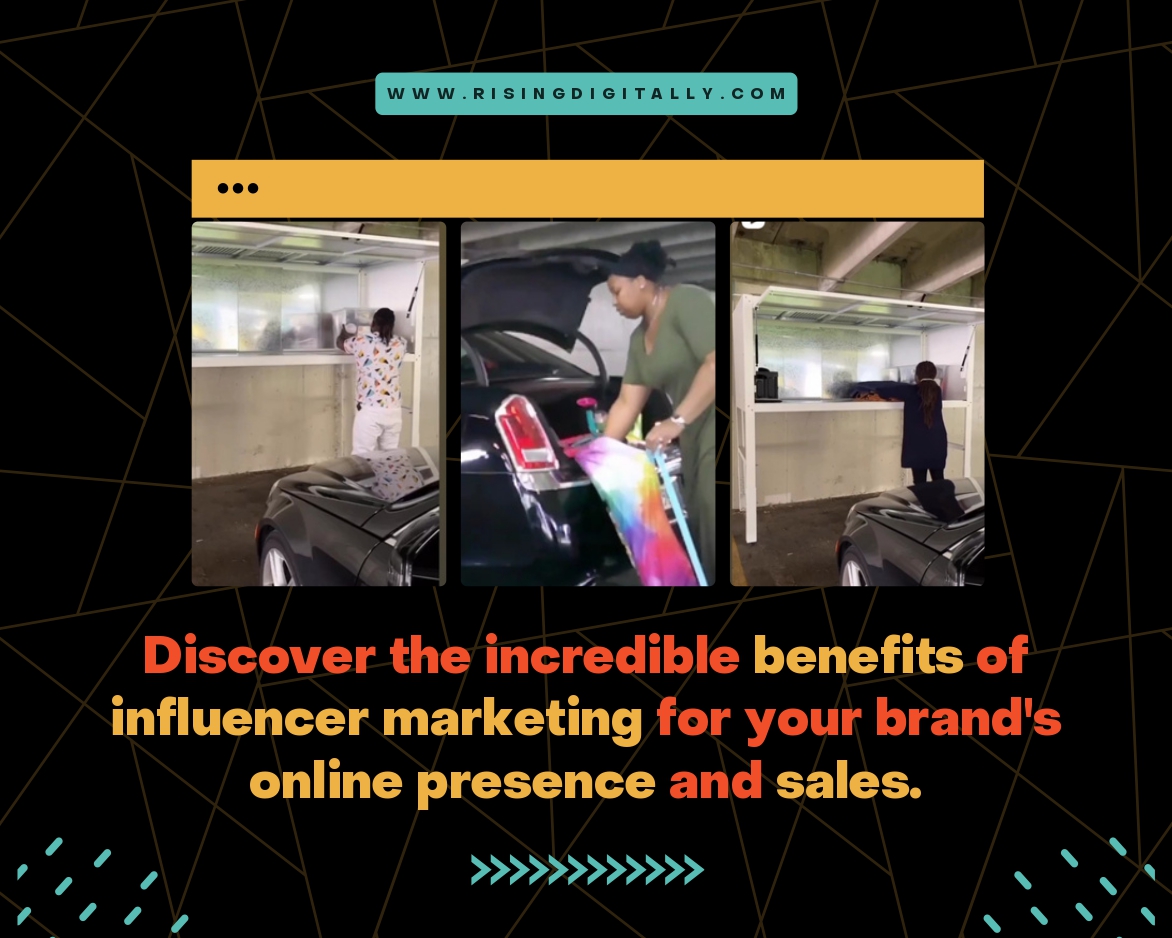 WWW.RISINGDIGITALLY.COM
Discover the incredible benefits of
influencer marketing for your brand's
online presence and sales.